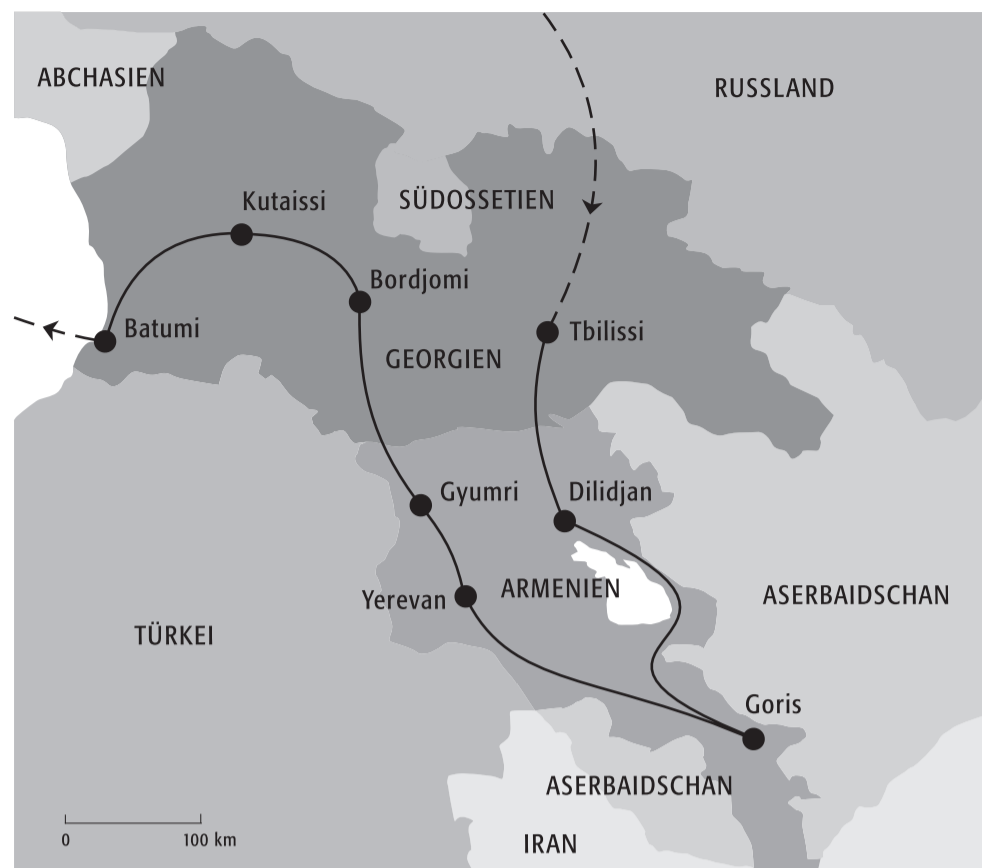 ABCHASIEN
RUSSLAND
Kutaissi
SÜDOSSETIEN
Bordjomi
Batumi
Tbilissi
GEORGIEN
Gyumri
Dilidjan
ARMENIEN
ASERBAIDSCHAN
Yerevan
TÜRKEI
Goris
ASERBAIDSCHAN
0 100 km
IRAN